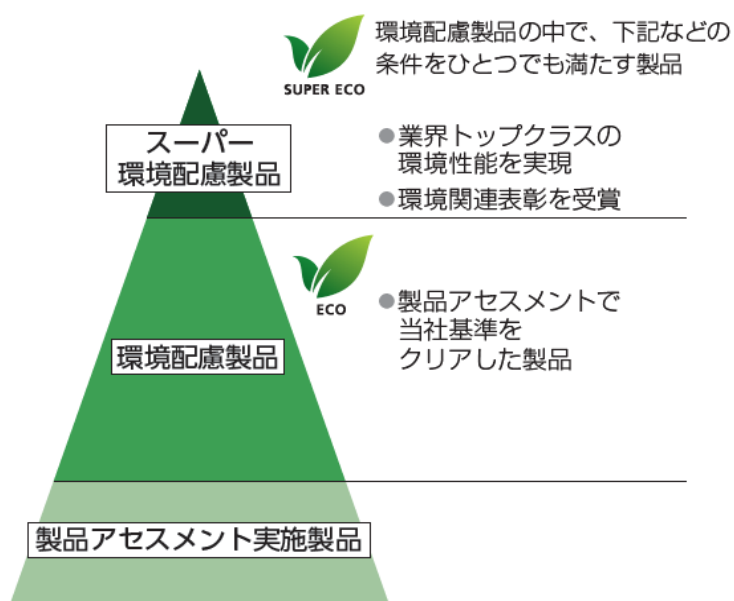 環境配慮製品の中で、下記などの
条件をひとつでも満たす製品
SUPER ECO
スーパー
環境配慮製品
●業界トップクラスの
環境性能を実現
●環境関連表彰を受賞
ECO
●製品アセスメントで
当社基準を
クリアした製品
環境配慮製品
製品アセスメント実施製品